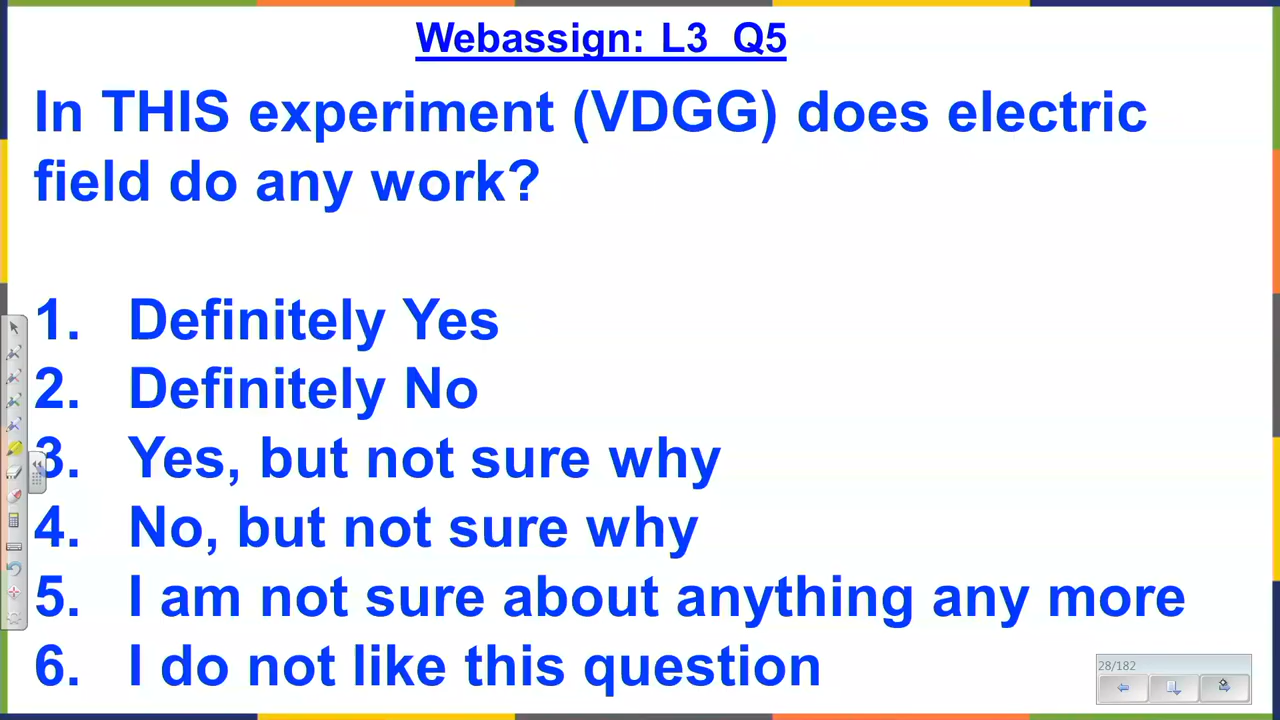 Webassign: L3 Q5
In THIS experiment (VDGG) does electric
field do any work?
1. Definitely Yes
2. Definitely No
3. Yes, but not sure why
4. No, but not sure why
5. I am not sure about anything any more
6. I do not like this question
28/182